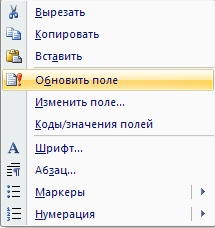 Вырезать
Копировать
Вставить
Обновить поле
Изменить поле...
Коды/значения полей
Шрифт...
Абзац...
Маркеры
Нумерация